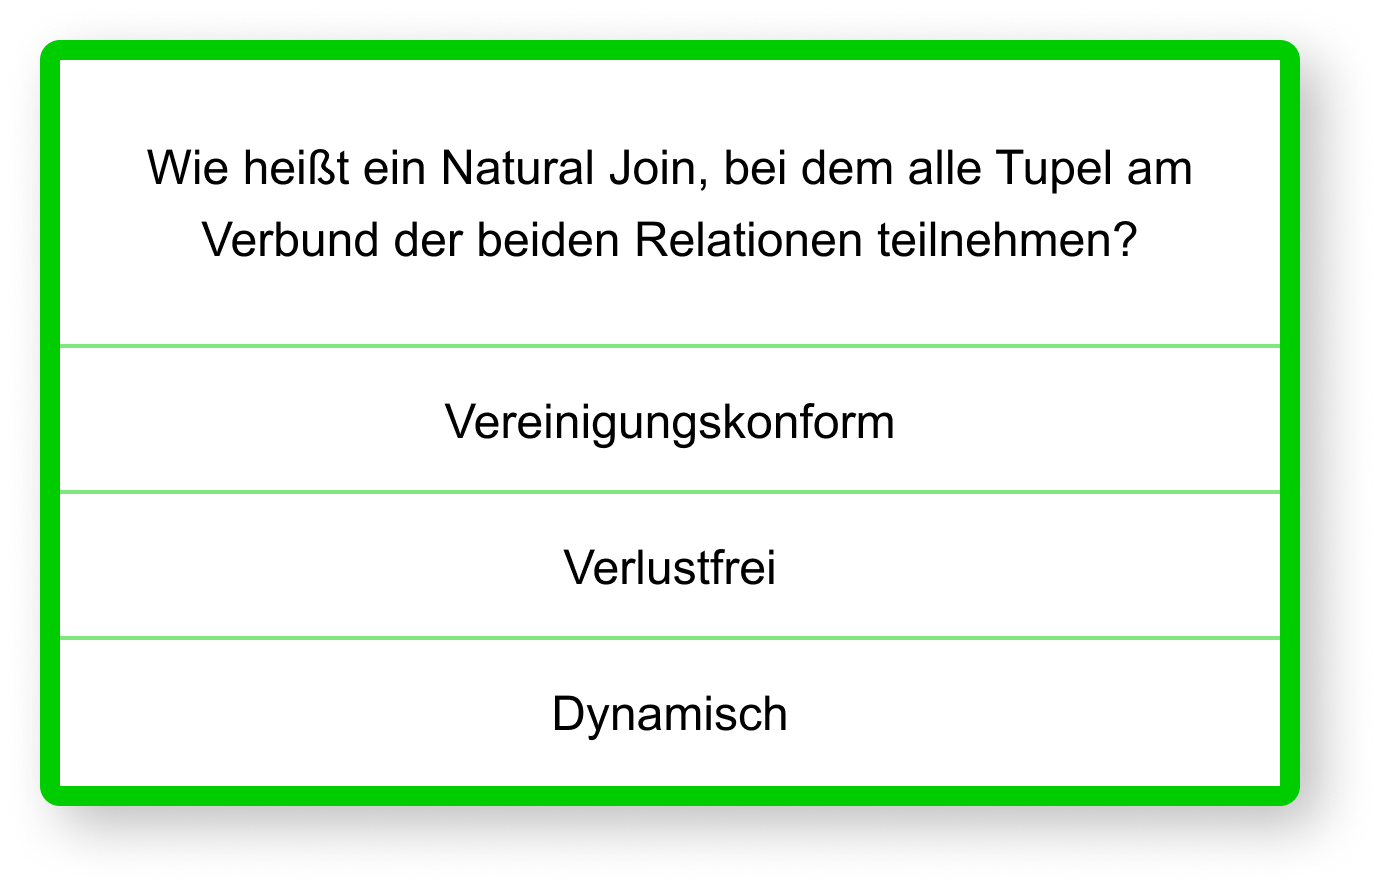 Wie heißt ein Natural Join, bei dem alle Tupel am
Verbund der beiden Relationen teilnehmen?
Vereinigungskonform
Verlustfrei
Dynamisch